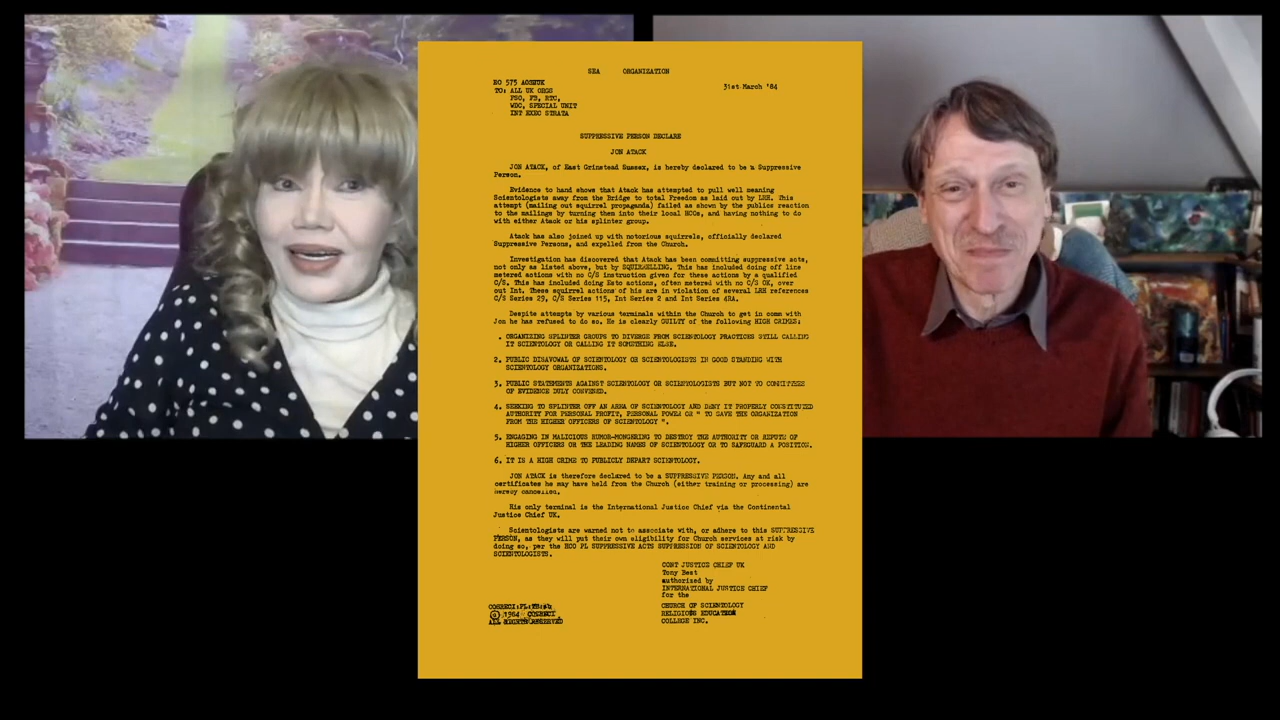 SEA ORGANIZATION
EO 575 AOSHUK
31st March '84
TO: ALL UK ORGS
FSO, FB, RTC,
WDC, SPECIAL UNIT
INT EXEC STRATA
SUPPRESSIVE PERSON DECLARE
JON ATACK
JON ATACK, of East Grinstead Sussex, is hereby declared to be a Suppressive
Person.
Evidence to hand shows that Atack has attempted to pull well meaning
Scientologists away from the Bridge to total Freedom as laid out by LRH. This
attempt (mailing out squirrel propaganda) failed as shown by the publics reaction
to the mailings by turning them into their local HCOs, and having nothing to do
with either Atack or his splinter group.
Atack has also joined up with notorious squirrels, officially declared
Suppressive Persons, and expelled from the Church.
Investigation has discovered that Atack has been committing suppressive acts,
not only as listed above, but by SQUIRRELLING. This has included doing off line
metered actions with no C/S instruction given for these actions by a qualified
C/S. This has included doing Esto actions, often metered with no C/S OK, over
out Int. These squirrel actions of his are in violation of several LRH references
C/S Series 29, C/S Series 115, Int Series 2 and Int Series 4RA.
Despite attempts by various terminals within the Church to get in comm with
Jon he has refused to do so. He is clearly GUILTY of the following HIGH CRIMES:
. ORGANIZING SPLINTER GROUPS TO DIVERGE FROM SCIENTOLOGY PRACTICES STILL CALLING
IT SCIENTOLOGY OR CALLING IT SOMETHING ELSE.
2. PUBLIC DISAVOWAL OF SCIENTOLOGY OR SCIENTOLOGISTS IN GOOD STANDING WITH
SCIENTOLOGY ORGANIZATIONS.
3. PUBLIC STATEMENTS AGAINST SCIENTOLOGY OR SCIENTOLOGISTS BUT NOT TO COMMITTEES
OF EVIDENCE DULY CONVENED.
4. SEEKING TO SPLINTER OFF AN AREA OF SCIENTOLOGY AND DENY IT PROPERLY CONSTITUTED
AUTHORITY FOR PERSONAL PROFIT, PERSONAL POWER OR " TO SAVE THE ORGANIZATION
FROM THE HIGHER OFFICERS OF SCIENTOLOGY ".
5. ENGAGING IN MALICIOUS RUMOR-MONGERING TO DESTROY THE AUTHORITY OR REPUTE OF
HIGHER OFFICERS OR THE LEADING NAMES OF SCIENTOLOGY OR TO SAFEGUARD A POSITION.
6. IT IS A HIGH CRIME TO PUBLICLY DEPART SCIENTOLOGY.
JON ATACK is therefore declared to be a SUPPRESSIVE PERSON. Any and all
certificates he may have held from the Church (either training or processing) are
hereby cancelled.
His only terminal is the International Justice Chief via the Continental
Justice Chief UK.
Scientologists are warned not to associate with, or adhere to this SUPPRESSIVE
PERSON, as they will put their own eligibility for Church services at risk by
doing so, per the HCO PL SUPPRESSIVE ACTS SUPPRESSION OF SCIENTOLOGY AND
SCIENTOLOGISTS.
CONT JUSTICE CHIEF UK
Tony Best
authorized by
INTERNATIONAL JUSTICE CHIEF
for the
CHURCH OF SCIENTOLOGY
RELIGIOUS EDUCATION
COLLEGE INC.
© 1984 COSRECI
ALL RIGHTS RESERVED